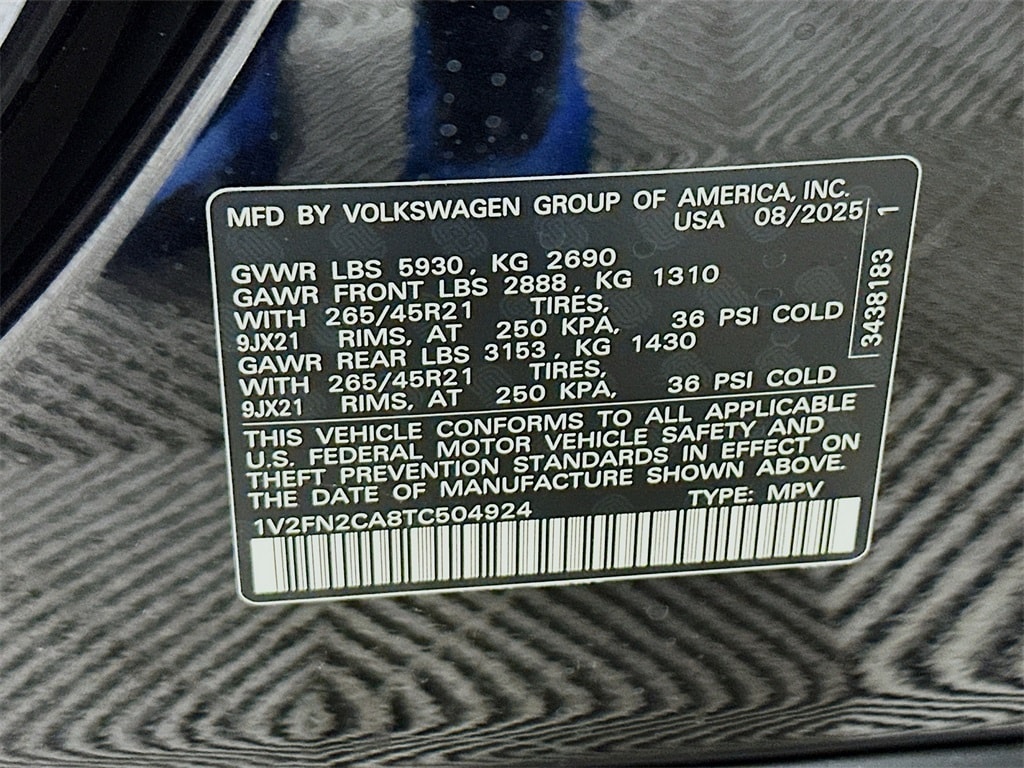 MFD BY VOLKSWAGEN GROUP OF AMERICA, INC.
USA 08/2025
GVWR LBS 5930, KG 2690
GAWR FRONT LBS 2888, KG 1310
WITH 265/45R21 TIRES,
9JX21 RIMS, AT 250 KPA, 36 PSI COLD
GAWR REAR LBS 3153, KG 1430
WITH 265/45R21 TIRES,
9JX21 RIMS, AT 250 KPA, 36 PSI COLD
THIS VEHICLE CONFORMS TO ALL APPLICABLE
U.S. FEDERAL MOTOR VEHICLE SAFETY AND
THEFT PREVENTION STANDARDS IN EFFECT ON
THE DATE OF MANUFACTURE SHOWN ABOVE.
1V2FN2CA8TC504924 TYPE: MPV
3438183 1